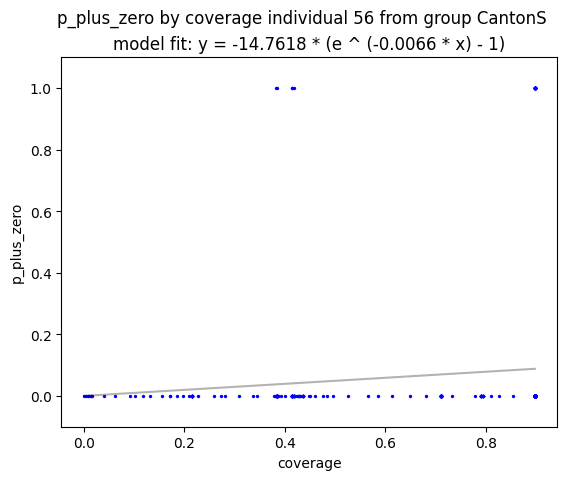 p_plus_zero by coverage individual 56 from group CantonS
model fit: y = -14.7618 * (e ^ (-0.0066 * x) - 1)
1.0
0.8
0.6
0.4
0.2
0.0
p_plus_zero
0.0 0.2 0.4 0.6 0.8
coverage